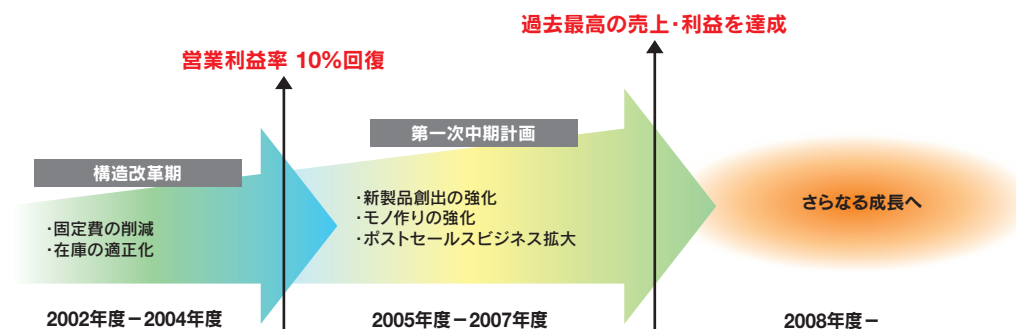 過去最高の売上・利益を達成
営業利益率 10%回復
第一次中期計画
構造改革期
・新製品創出の強化
・モノ作りの強化
・ポストセールスビジネス拡大
さらなる成長へ
・固定費の削減
・在庫の適正化
2002年度－2004年度
2005年度－2007年度
2008年度－